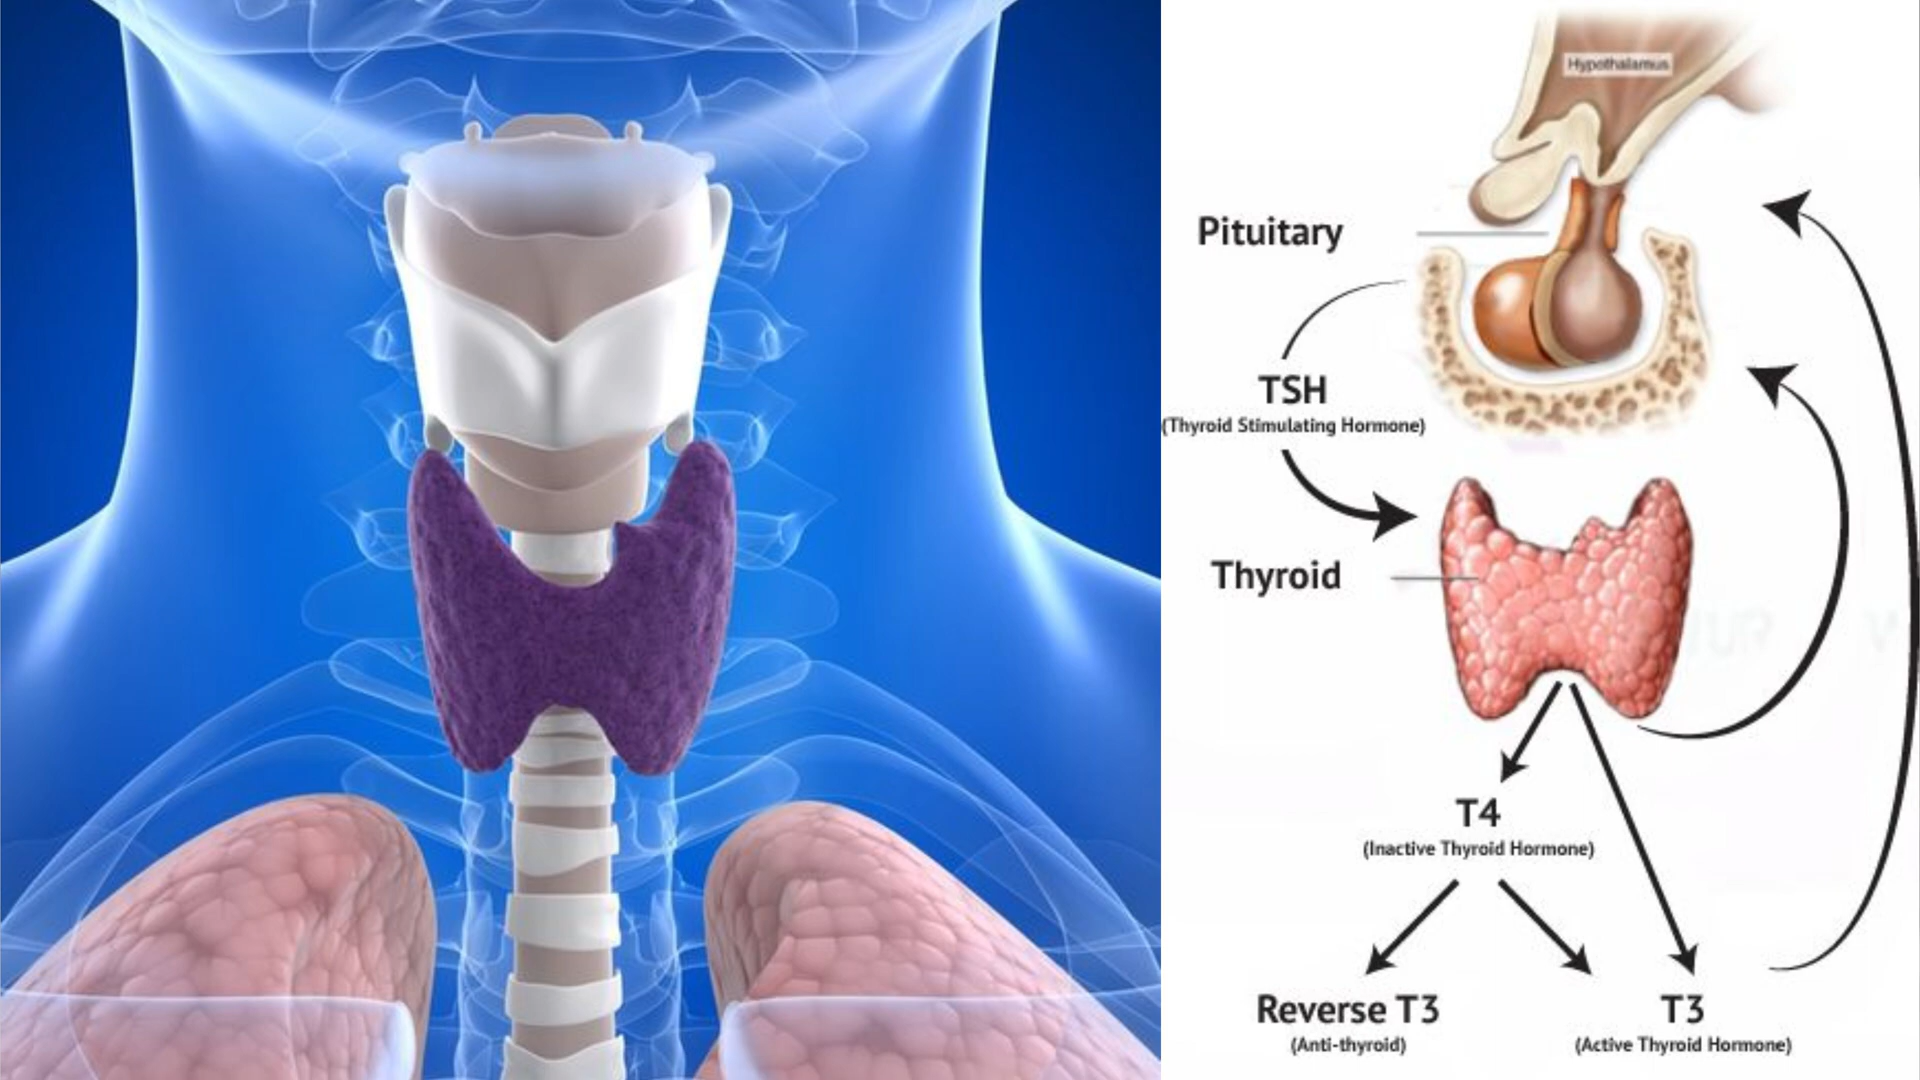 Hypothalamus
Pituitary
TSH
(Thyroid Stimulating Hormone)
Thyroid
T4
(Inactive Thyroid Hormone)
Reverse T3
(Anti-thyroid)
T3
(Active Thyroid Hormone)